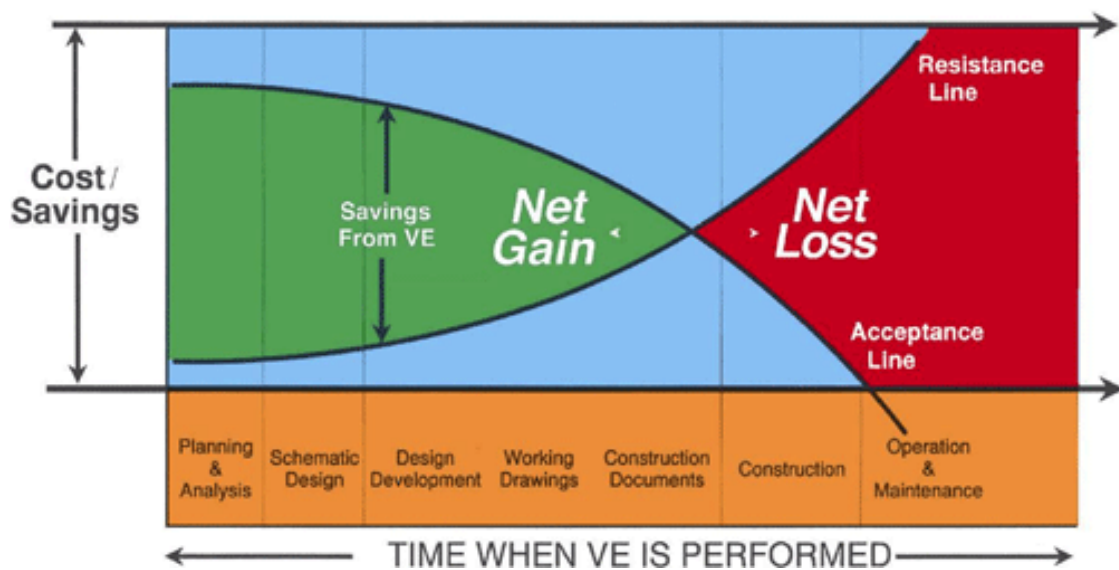 Cost/
Savings
Savings
From VE
Net
Gain
Net
Loss
Resistance
Line
Acceptance
Line
Planning
&
Analysis
Schematic
Design
Design
Development
Working
Drawings
Construction
Documents
Construction
Operation
&
Maintenance
TIME WHEN VE IS PERFORMED